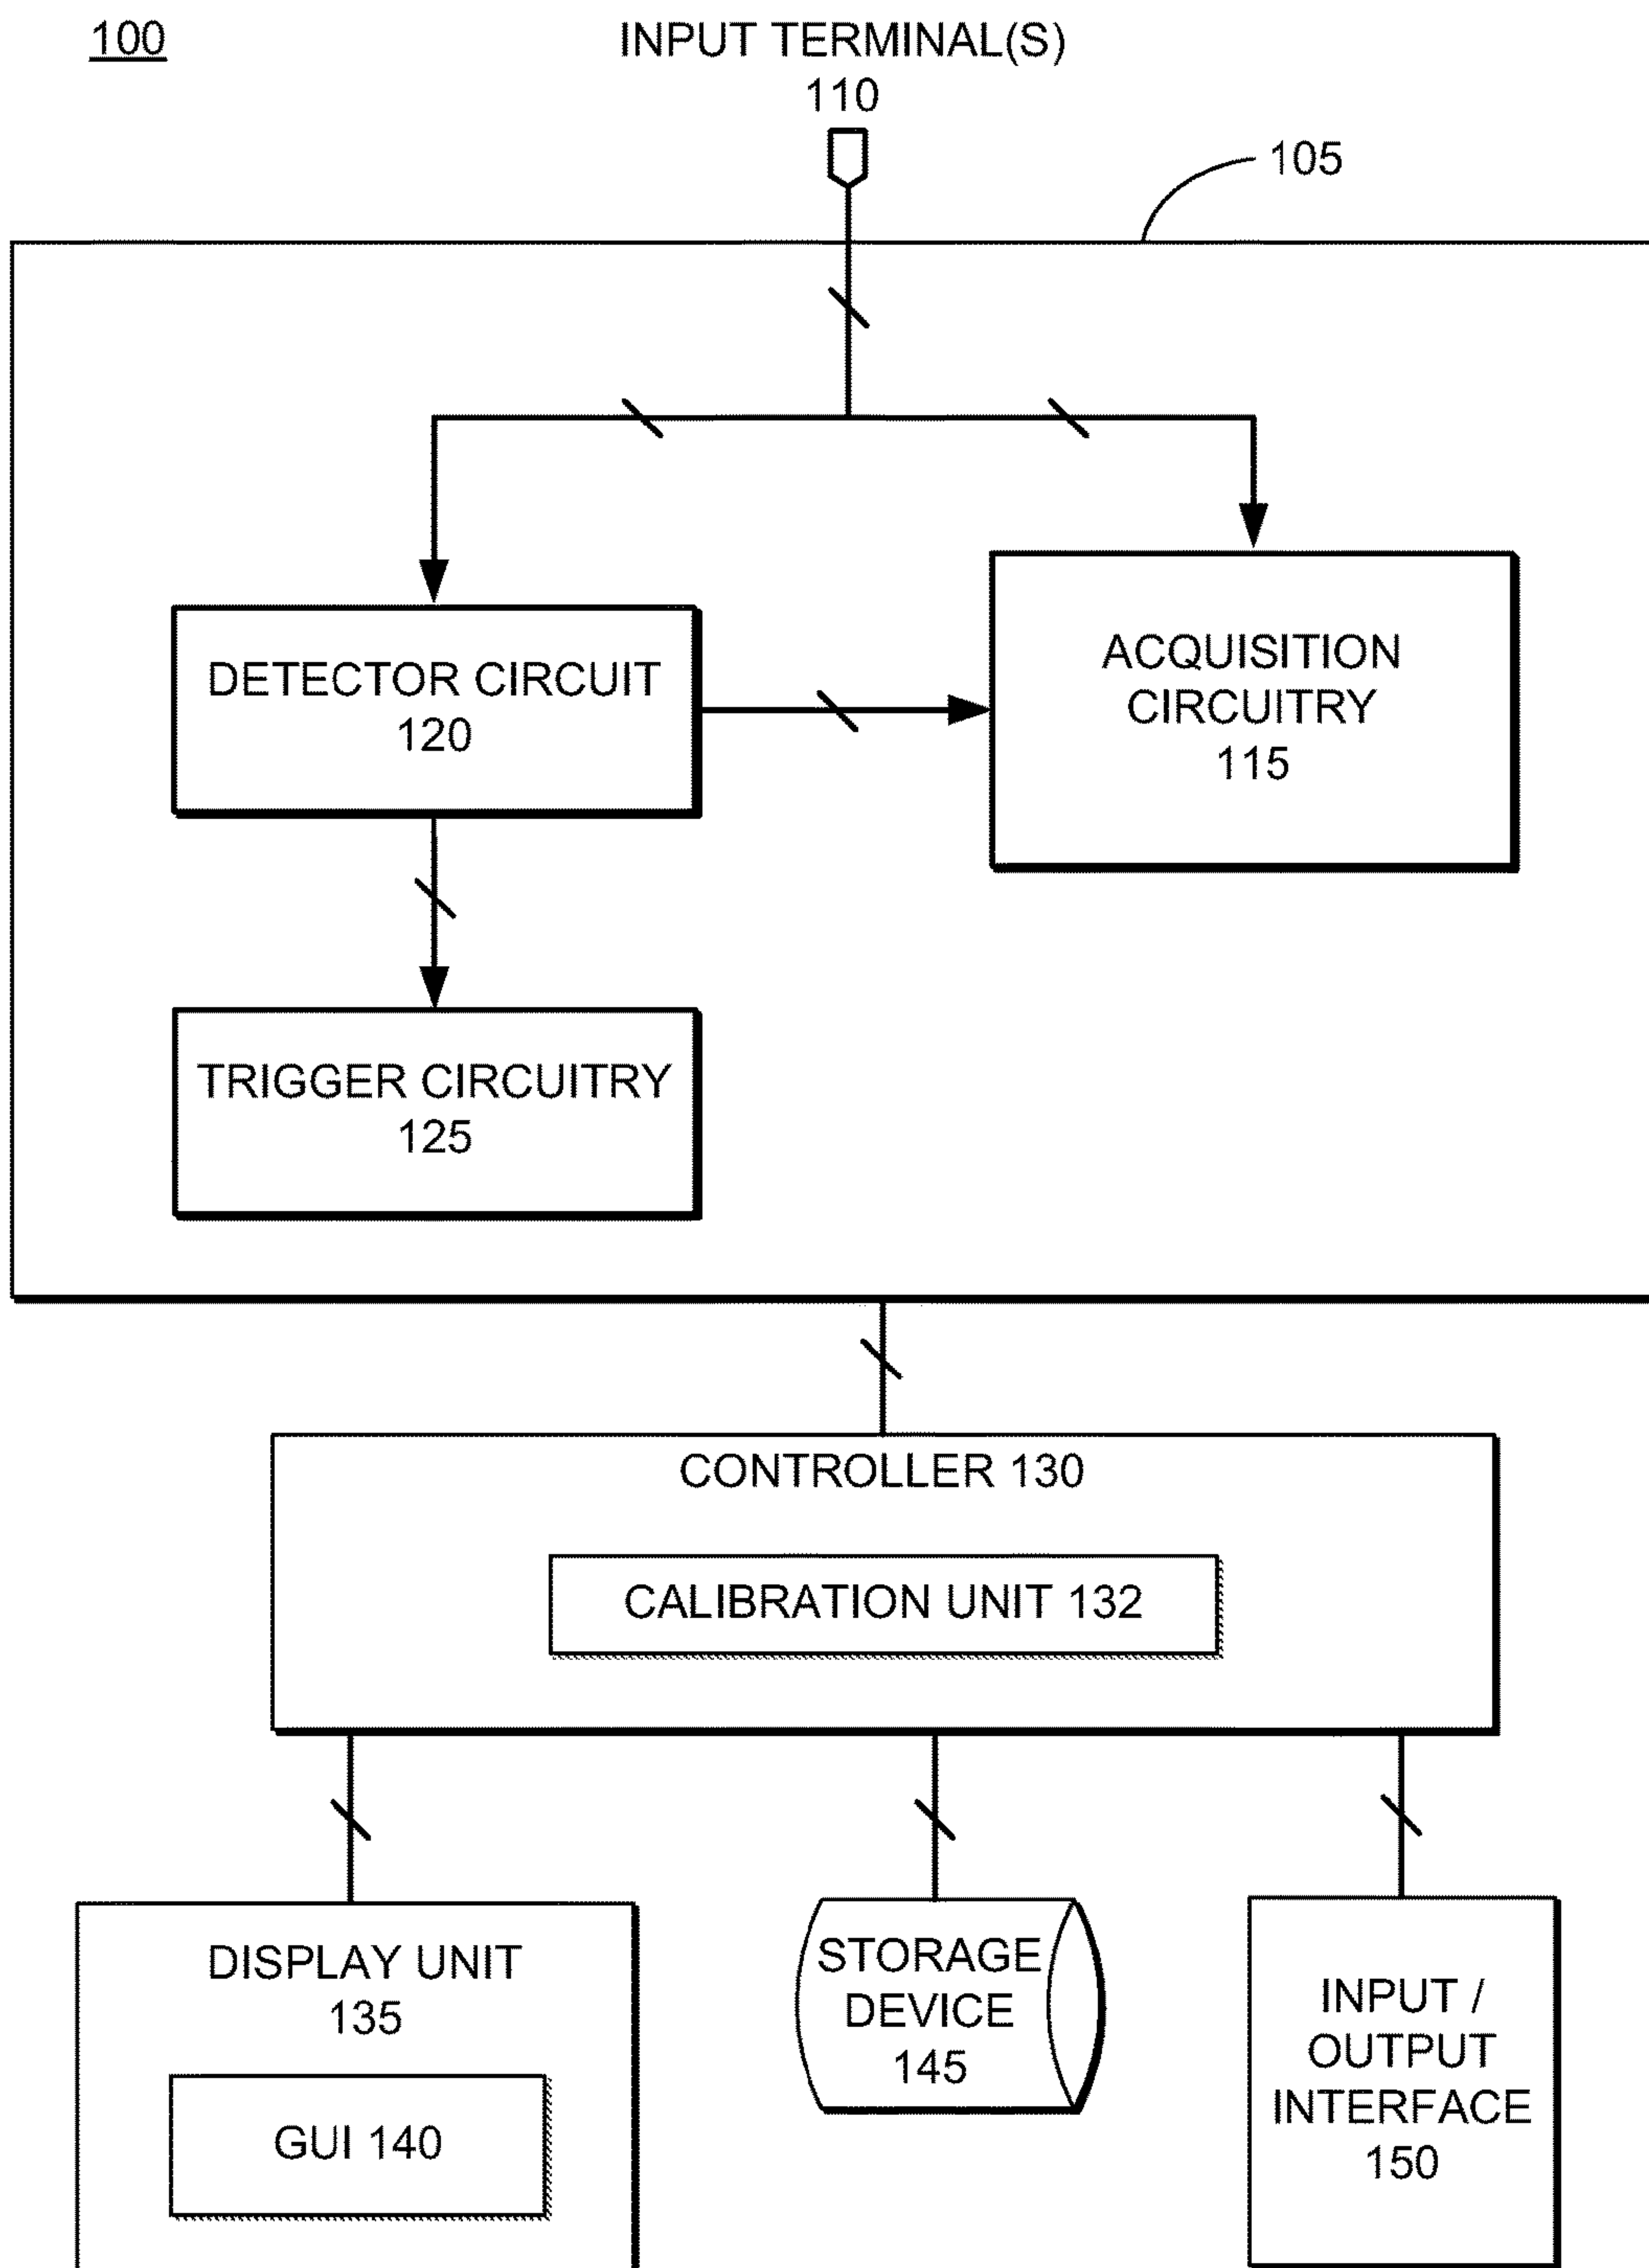 100
INPUT TERMINAL(S)
110
105
DETECTOR CIRCUIT
120
ACQUISITION
CIRCUITRY
115
TRIGGER CIRCUITRY
125
CONTROLLER 130
CALIBRATION UNIT 132
DISPLAY UNIT
135
GUI 140
STORAGE
DEVICE
145
INPUT /
OUTPUT
INTERFACE
150